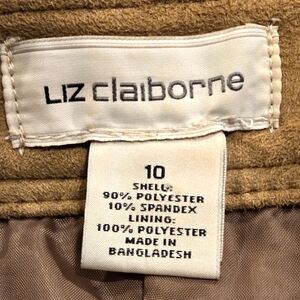 LIZ claiborne
10
SHELL:
90% POLYESTER
10% SPANDEX
LINING:
100% POLYESTER
MADE IN
BANGLADESH